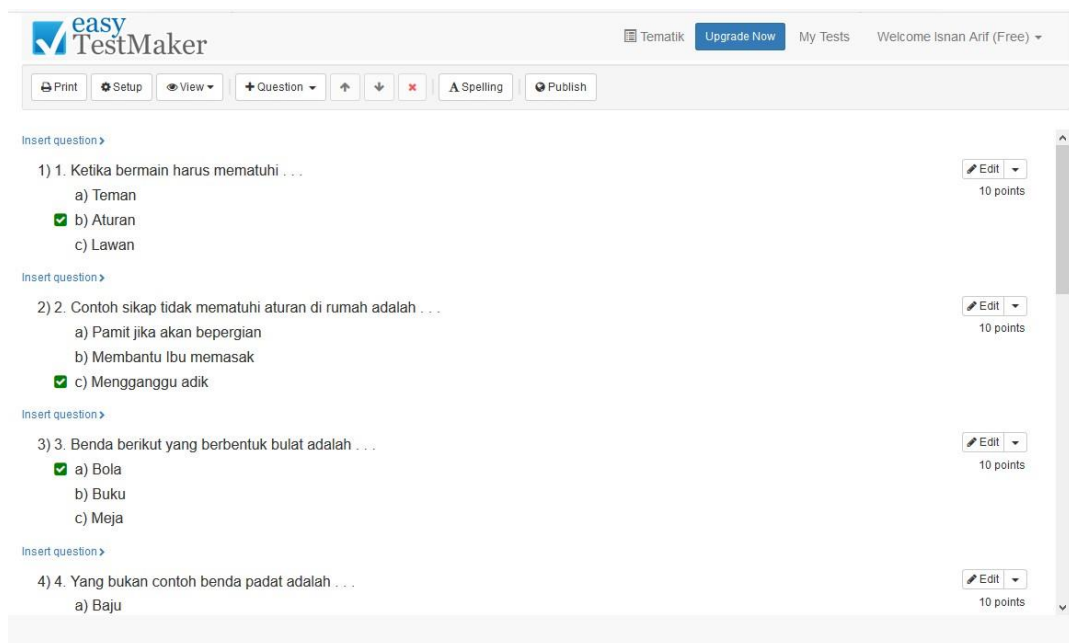 easy
TestMaker
Tematik Upgrade Now My Tests Welcome Isnan Arif (Free)
Print Setup View + Question A Spelling Publish
Insert question
1) 1. Ketika bermain harus mematuhi . . . Edit
a) Teman 10 points
b) Aturan
c) Lawan
Insert question
2) 2. Contoh sikap tidak mematuhi aturan di rumah adalah . . . Edit
a) Pamit jika akan bepergian 10 points
b) Membantu Ibu memasak
c) Mengganggu adik
Insert question
3) 3. Benda berikut yang berbentuk bulat adalah . . . Edit
a) Bola 10 points
b) Buku
c) Meja
Insert question
4) 4. Yang bukan contoh benda padat adalah . . . Edit
a) Baju 10 points